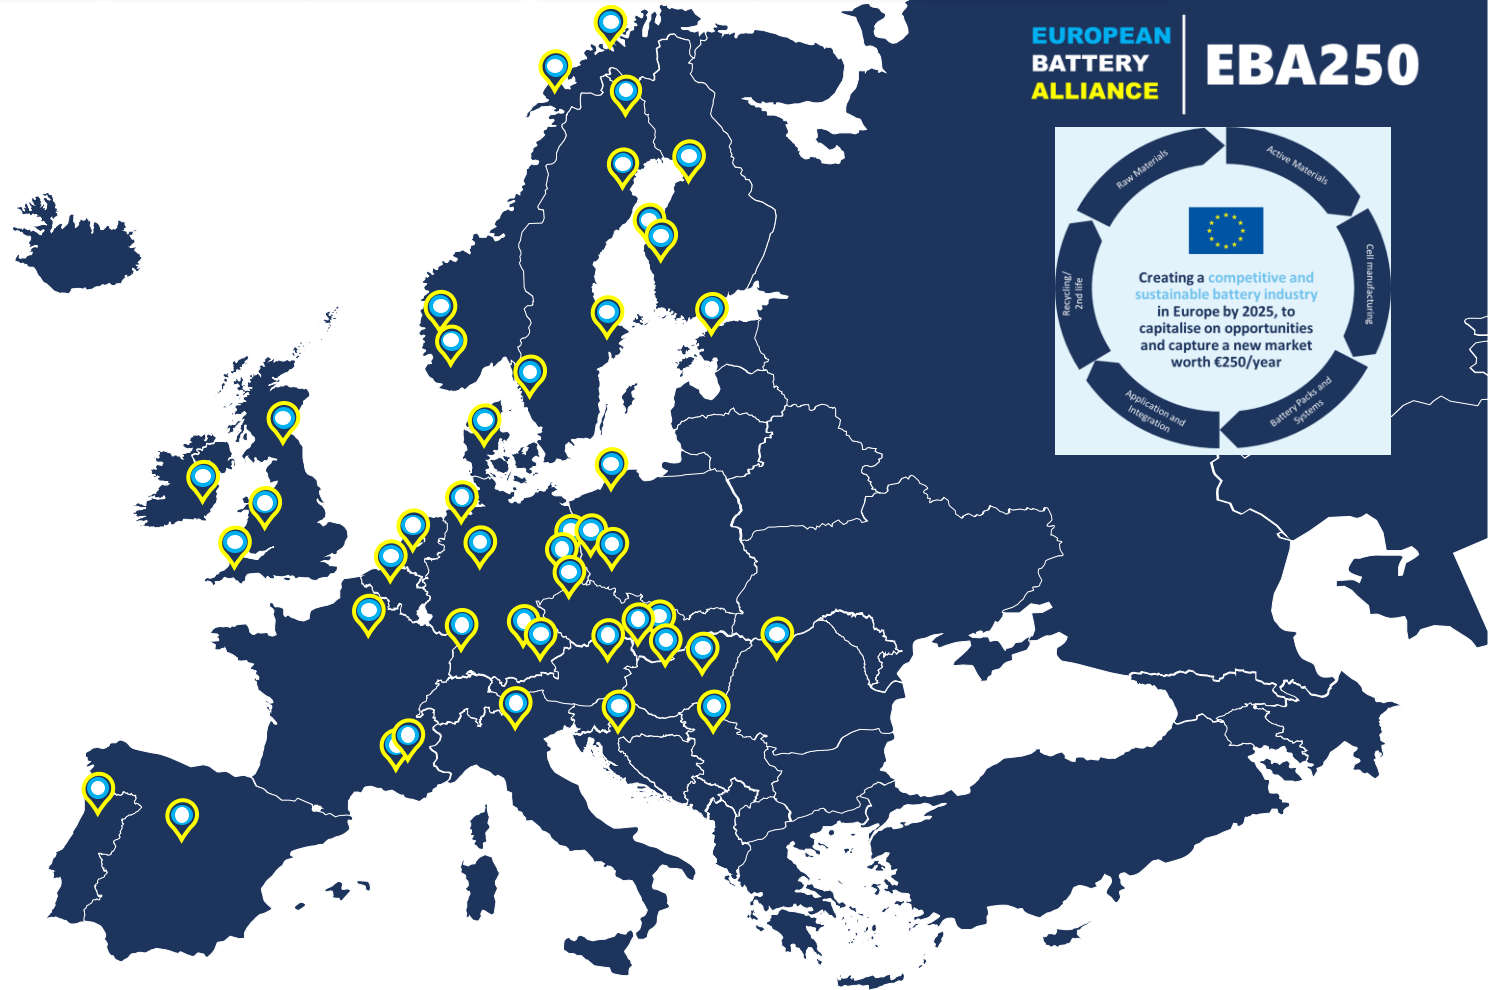 EUROPEAN
BATTERY
ALLIANCE
EBA250
Raw Materials
Active Materials
Cell manufacturing
Battery Packs and
Systems
Application and
Integration
Recycling/
2nd life
Creating a competitive and
sustainable battery industry
in Europe by 2025, to
capitalise on opportunities
and capture a new market
worth €250/year